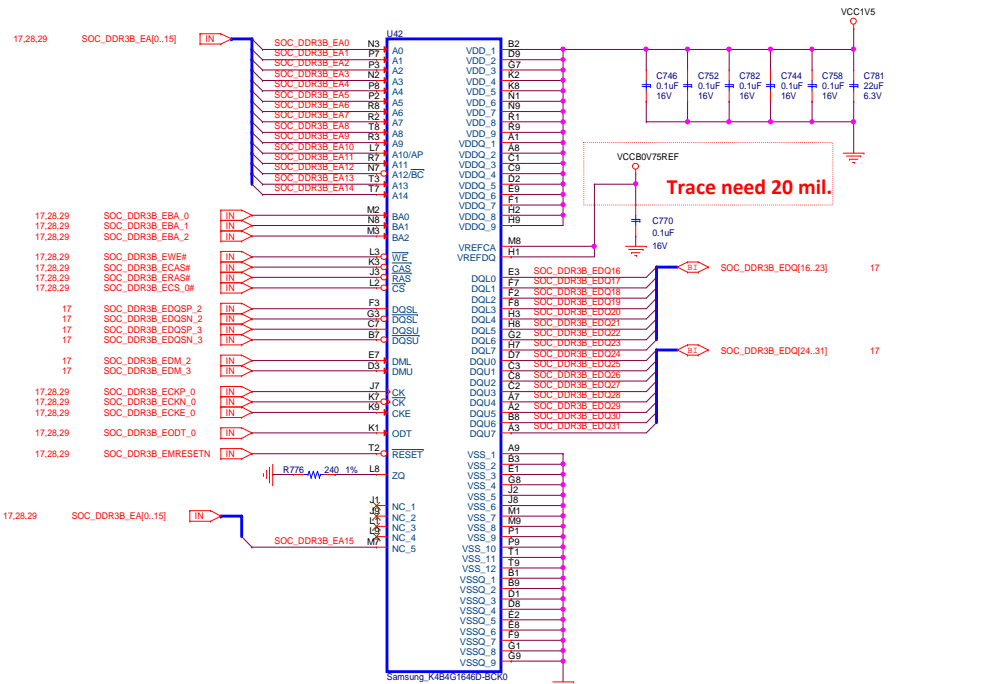 VCC1V5
U42
17,28,29 SOC_DDR3B_EA[0..15] IN
SOC_DDR3B_EA0 N3 A0 VDD_1 B2
SOC_DDR3B_EA1 P7 A1 VDD_2 D9
SOC_DDR3B_EA2 P3 A2 VDD_3 G7
SOC_DDR3B_EA3 N2 A3 VDD_4 K2
SOC_DDR3B_EA4 P8 A4 VDD_5 K8
SOC_DDR3B_EA5 P2 A5 VDD_6 N1
SOC_DDR3B_EA6 R8 A6 VDD_7 N9
SOC_DDR3B_EA7 R2 A7 VDD_8 R1
SOC_DDR3B_EA8 T8 A8 VDD_9 R9
SOC_DDR3B_EA9 R3 A9 VDDQ_1 A1
SOC_DDR3B_EA10 L7 A10/AP VDDQ_2 A8
SOC_DDR3B_EA11 R7 A11 VDDQ_3 C1
SOC_DDR3B_EA12 N7 A12/BC VDDQ_4 C9
SOC_DDR3B_EA13 T3 A13 VDDQ_5 D2
SOC_DDR3B_EA14 T7 A14 VDDQ_6 E9
VDDQ_7 F1
VDDQ_8 H2
VDDQ_9 H9
C746 C752 C782 C744 C758 C781
0.1uF 0.1uF 0.1uF 0.1uF 0.1uF 22uF
16V 16V 16V 16V 16V 6.3V
VCCB0V75REF
Trace need 20 mil.
C770
0.1uF
16V
17,28,29 SOC_DDR3B_EBA_0 IN M2 BA0
17,28,29 SOC_DDR3B_EBA_1 IN N8 BA1
17,28,29 SOC_DDR3B_EBA_2 IN M3 BA2
VREFCA M8
VREFDQ H1
17,28,29 SOC_DDR3B_EWE# IN L3 WE
17,28,29 SOC_DDR3B_ECAS# IN K3 CAS
17,28,29 SOC_DDR3B_ERAS# IN J3 RAS
17,28,29 SOC_DDR3B_ECS_0# IN L2 CS
17 SOC_DDR3B_EDQSP_2 IN F3 DQSL
17 SOC_DDR3B_EDQSN_2 IN G3 DQSL
17 SOC_DDR3B_EDQSP_3 IN C7 DQSU
17 SOC_DDR3B_EDQSN_3 IN B7 DQSU
17 SOC_DDR3B_EDM_2 IN E7 DML
17 SOC_DDR3B_EDM_3 IN D3 DMU
17,28,29 SOC_DDR3B_ECKP_0 IN J7 CK
17,28,29 SOC_DDR3B_ECKN_0 IN K7 CK
17,28,29 SOC_DDR3B_ECKE_0 IN K9 CKE
17,28,29 SOC_DDR3B_EODT_0 IN K1 ODT
17,28,29 SOC_DDR3B_EMRESETN IN T2 RESET
R776 240 1% L8 ZQ
DQL0 E3 SOC_DDR3B_EDQ16
DQL1 F7 SOC_DDR3B_EDQ17
DQL2 F2 SOC_DDR3B_EDQ18
DQL3 F8 SOC_DDR3B_EDQ19
DQL4 H3 SOC_DDR3B_EDQ20
DQL5 H8 SOC_DDR3B_EDQ21
DQL6 G2 SOC_DDR3B_EDQ22
DQL7 H7 SOC_DDR3B_EDQ23
DQU0 D7 SOC_DDR3B_EDQ24
DQU1 C3 SOC_DDR3B_EDQ25
DQU2 C8 SOC_DDR3B_EDQ26
DQU3 C2 SOC_DDR3B_EDQ27
DQU4 A7 SOC_DDR3B_EDQ28
DQU5 A2 SOC_DDR3B_EDQ29
DQU6 B8 SOC_DDR3B_EDQ30
DQU7 A3 SOC_DDR3B_EDQ31
BI SOC_DDR3B_EDQ[16..23] 17
BI SOC_DDR3B_EDQ[24..31] 17
J1 NC_1
J9 NC_2
L1 NC_3
L9 NC_4
17,28,29 SOC_DDR3B_EA[0..15] IN
SOC_DDR3B_EA15 M7 NC_5
VSS_1 A9
VSS_2 B3
VSS_3 E1
VSS_4 G8
VSS_5 J2
VSS_6 J8
VSS_7 M1
VSS_8 M9
VSS_9 P1
VSS_10 P9
VSS_11 T1
VSS_12 T9
VSSQ_1 B1
VSSQ_2 B9
VSSQ_3 D1
VSSQ_4 D8
VSSQ_5 E2
VSSQ_6 E8
VSSQ_7 F9
VSSQ_8 G1
VSSQ_9 G9
Samsung_K4B4G1646D-BCK0